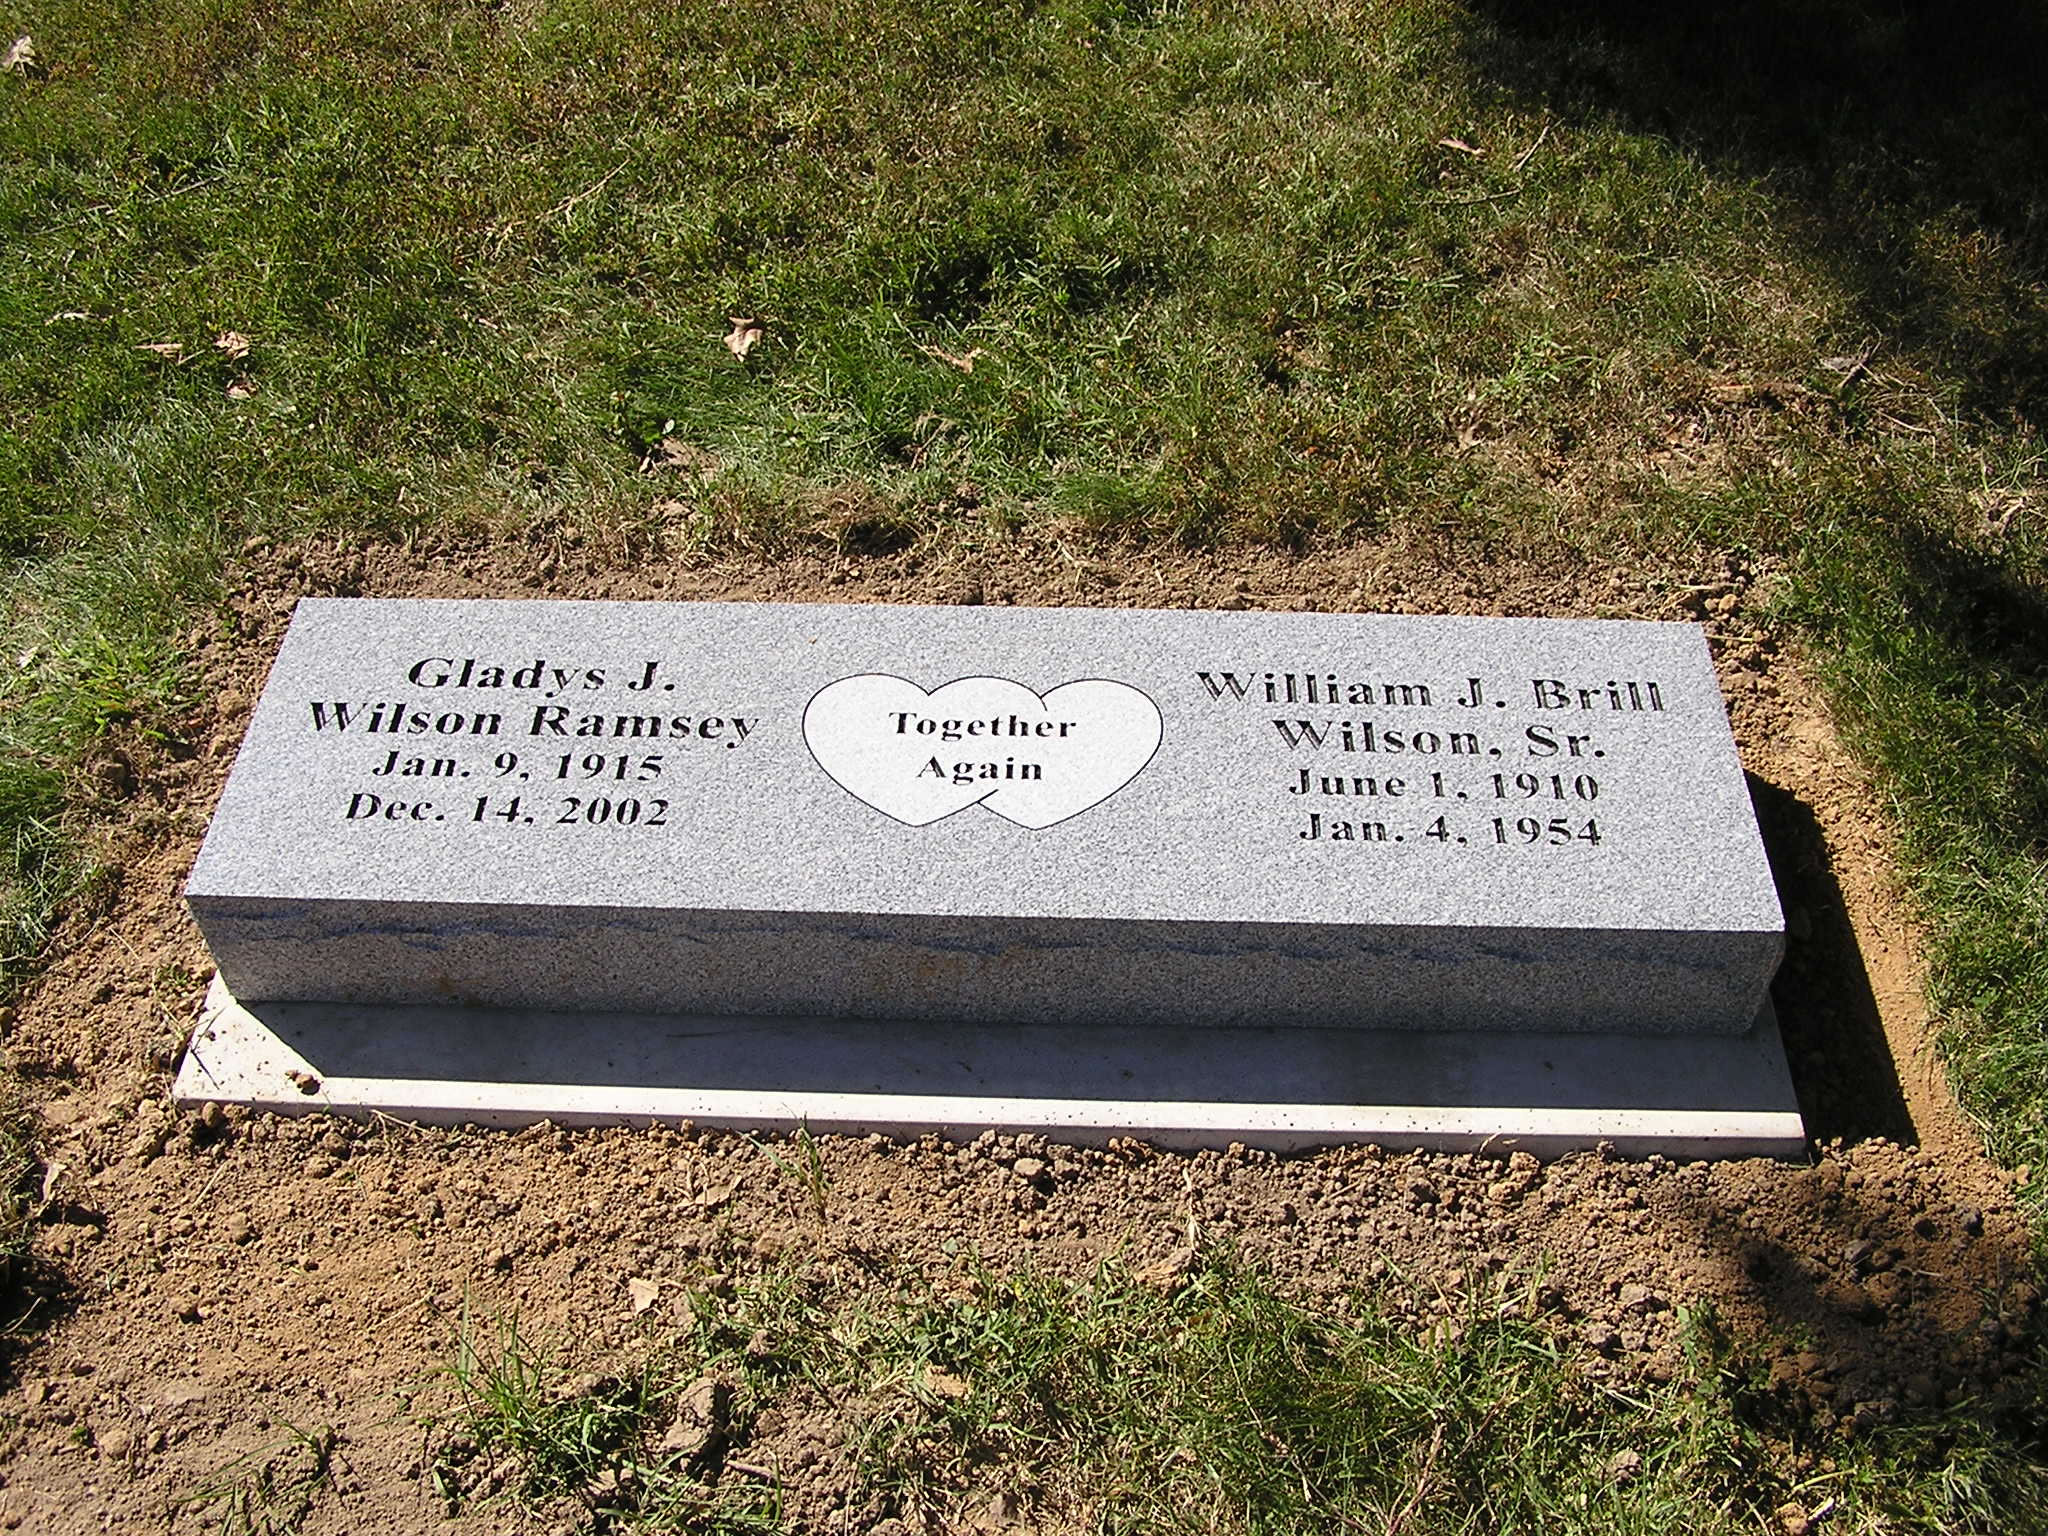 Gladys J.
Wilson Ramsey
Jan. 9, 1915
Dec. 14, 2002
Together
Again
William J. Brill
Wilson, Sr.
June 1, 1910
Jan. 4, 1954